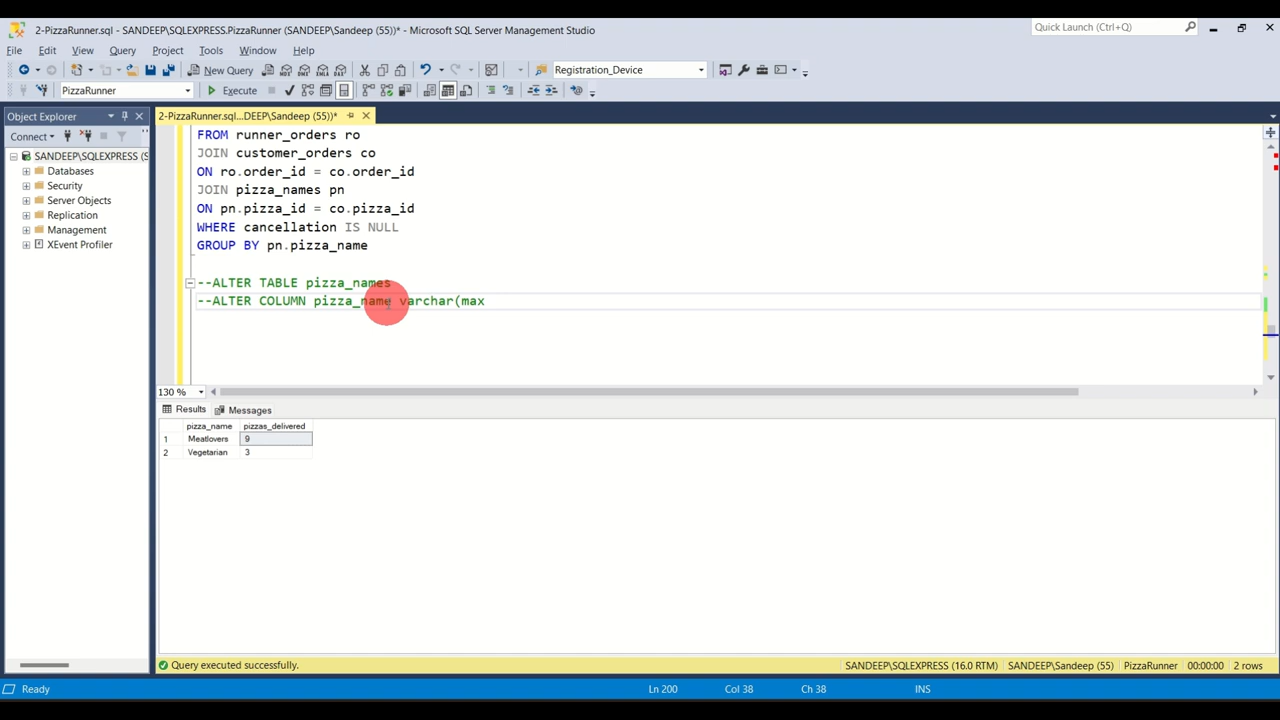 2-PizzaRunner.sql - SANDEEP\SQLEXPRESS.PizzaRunner (SANDEEP\Sandeep (55))* - Microsoft SQL Server Management Studio
Quick Launch (Ctrl+Q)
File Edit View Query Project Tools Window Help
New Query
Registration_Device
PizzaRunner
Execute
Object Explorer
2-PizzaRunner.sql...DEEP\Sandeep (55))*
Connect
SANDEEP\SQLEXPRESS (S
Databases
Security
Server Objects
Replication
Management
XEvent Profiler
FROM runner_orders ro
JOIN customer_orders co
ON ro.order_id = co.order_id
JOIN pizza_names pn
ON pn.pizza_id = co.pizza_id
WHERE cancellation IS NULL
GROUP BY pn.pizza_name
--ALTER TABLE pizza_names
--ALTER COLUMN pizza_name varchar(max
130 %
Results Messages
pizza_name pizzas_delivered
1 Meatlovers 9
2 Vegetarian 3
Query executed successfully.
SANDEEP\SQLEXPRESS (16.0 RTM) SANDEEP\Sandeep (55) PizzaRunner 00:00:00 2 rows
Ready Ln 200 Col 38 Ch 38 INS